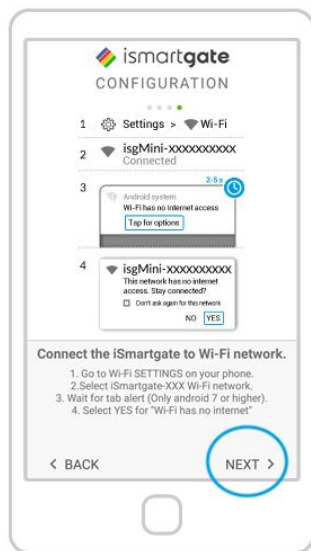 ismartgate
CONFIGURATION
1 Settings > Wi-Fi
2 isgMini-xxxxxxxxxx
Connected
3 2-5 s
Android system
Wi-Fi has no Internet access
Tap for options
4 isgMini-xxxxxxxxxx
This network has no internet
access. Stay connected?
Don't ask again for this network
NO YES
Connect the iSmartgate to Wi-Fi network.
1. Go to Wi-Fi SETTINGS on your phone.
2.Select iSmartgate-XXX Wi-Fi network.
3. Wait for tab alert (Only android 7 or higher).
4. Select YES for "Wi-Fi has no internet"
< BACK NEXT >